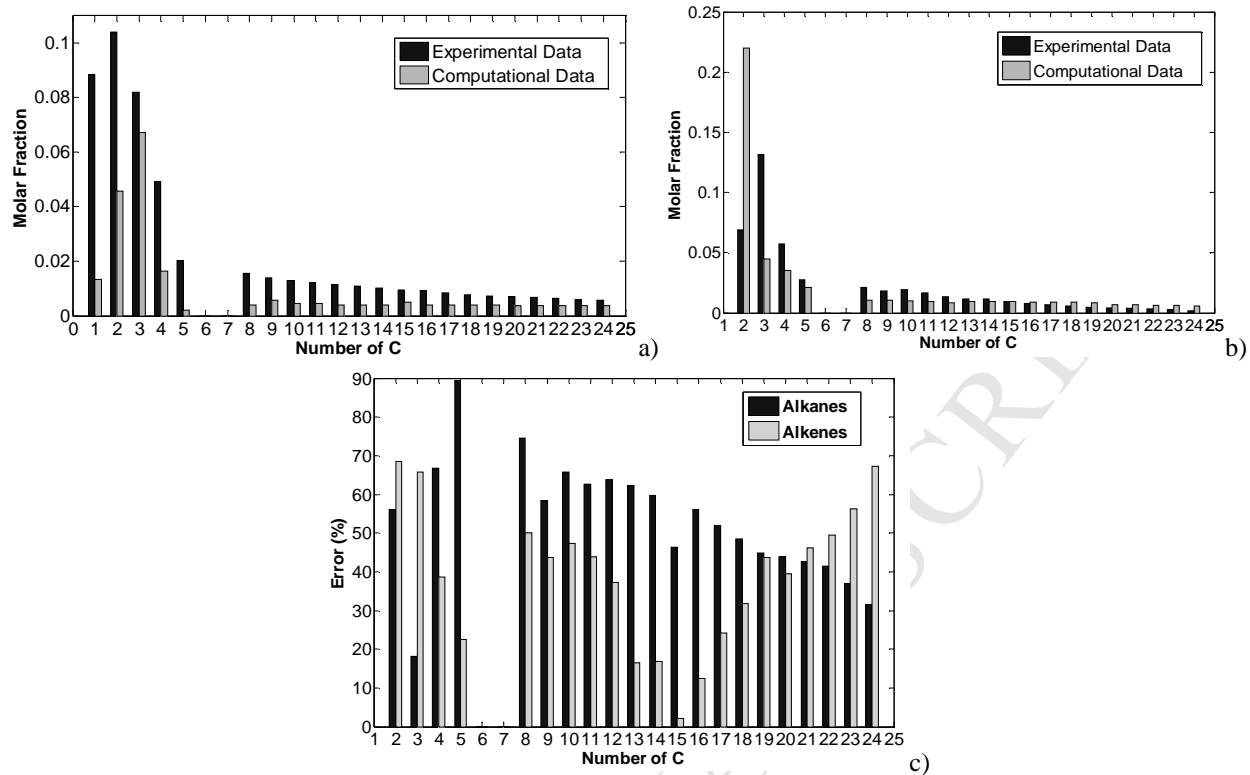 0.1
0.08
0.06
0.04
0.02
0
Molar Fraction
Experimental Data
Computational Data
0 1 2 3 4 5 6 7 8 9 10 11 12 13 14 15 16 17 18 19 20 21 22 23 24 25
Number of C
a)
0.25
0.2
0.15
0.1
0.05
0
Molar Fraction
Experimental Data
Computational Data
1 2 3 4 5 6 7 8 9 10 11 12 13 14 15 16 17 18 19 20 21 22 23 24 25
Number of C
b)
90
80
70
60
50
40
30
20
10
0
Error (%)
Alkanes
Alkenes
1 2 3 4 5 6 7 8 9 10 11 12 13 14 15 16 17 18 19 20 21 22 23 24 25
Number of C
c)